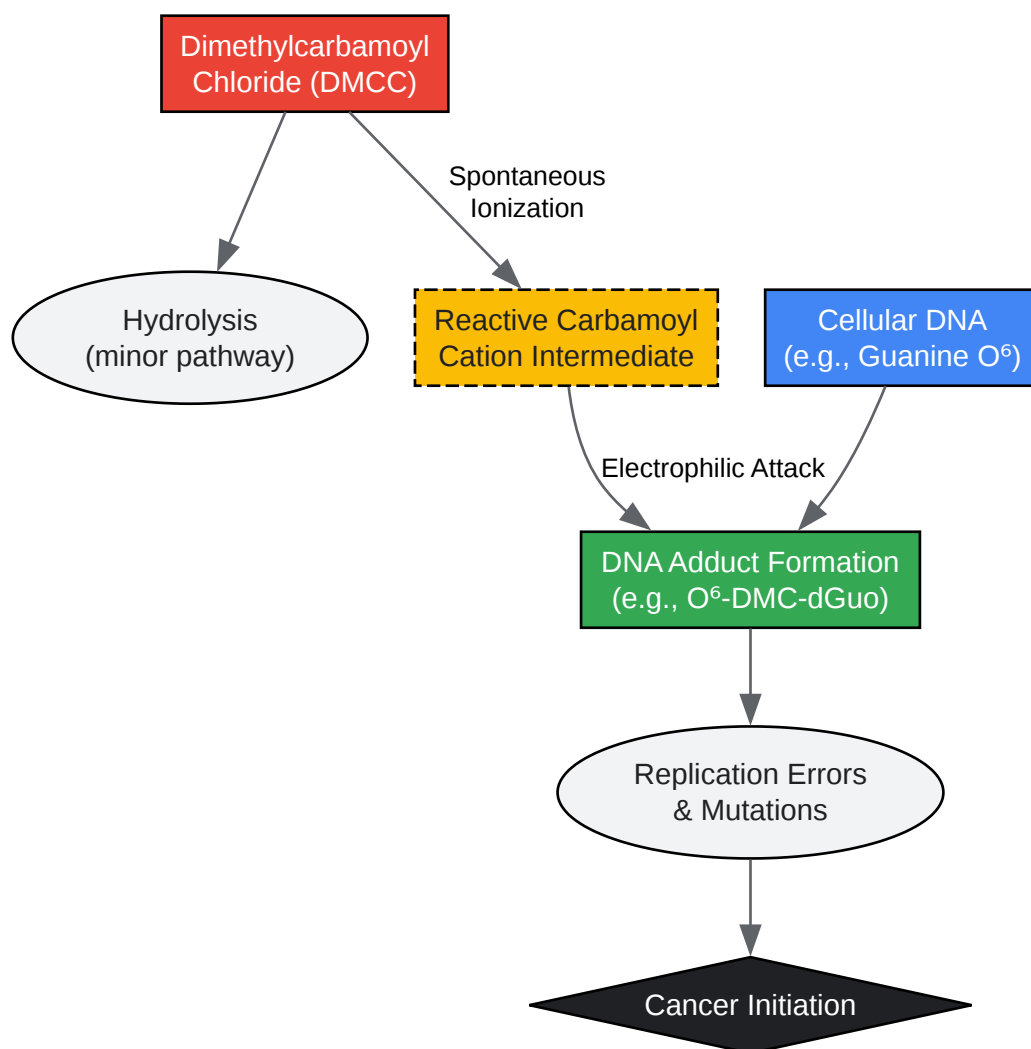 Dimethylcarbamoyl
Chloride (DMCC)
Spontaneous
Ionization
Hydrolysis
(minor pathway)
Reactive Carbamoyl
Cation Intermediate
Cellular DNA
(e.g., Guanine O⁶)
Electrophilic Attack
DNA Adduct Formation
(e.g., O⁶-DMC-dGuo)
Replication Errors
& Mutations
Cancer Initiation